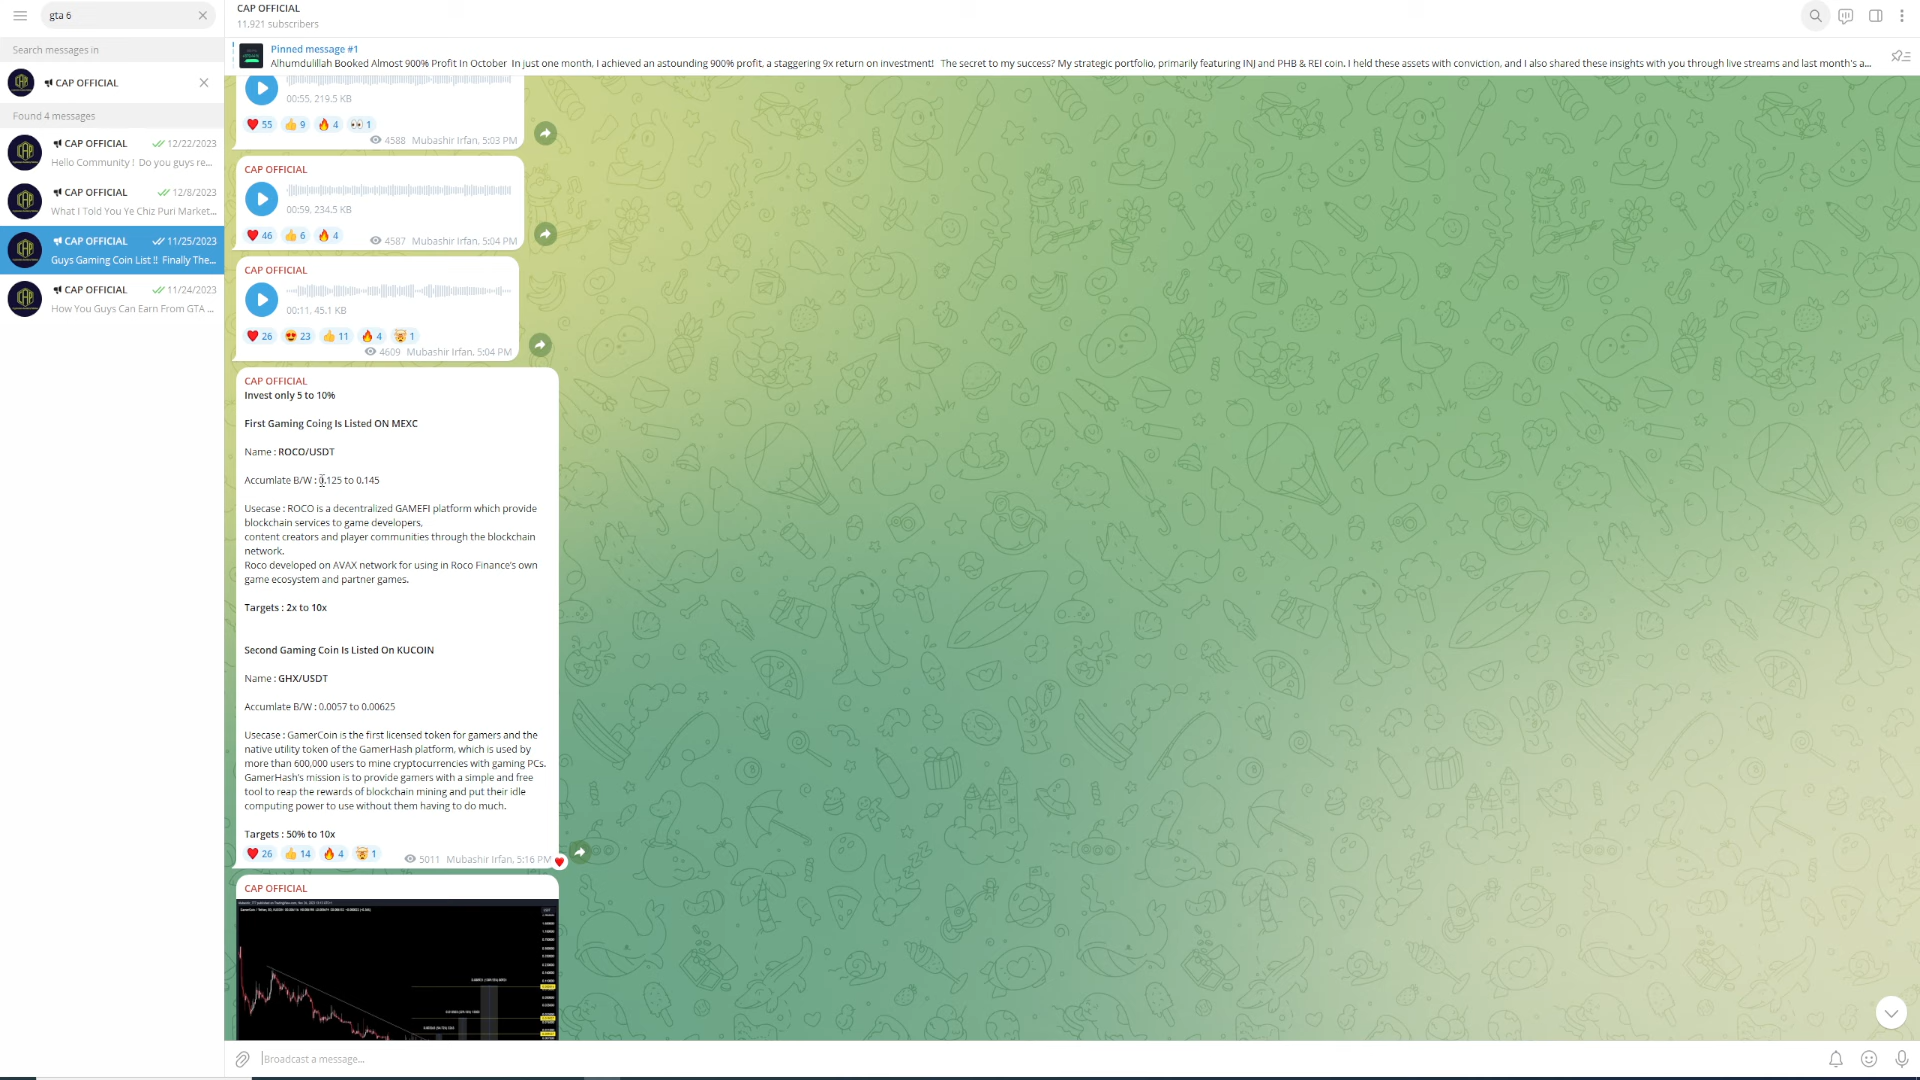 gta 6
Search messages in
CAP OFFICIAL
Found 4 messages
CAP OFFICIAL 12/22/2023
Hello Community ! Do you guys re...
CAP OFFICIAL 12/8/2023
What I Told You Ye Chiz Puri Market...
CAP OFFICIAL 11/25/2023
Guys Gaming Coin List !! Finally The...
CAP OFFICIAL 11/24/2023
How You Guys Can Earn From GTA ...
CAP OFFICIAL
11,921 subscribers
Pinned message #1
Alhumdulillah Booked Almost 900% Profit In October In just one month, I achieved an astounding 900% profit, a staggering 9x return on investment! The secret to my success? My strategic portfolio, primarily featuring INJ and PHB & REI coin. I held these assets with conviction, and I also shared these insights with you through live streams and last month's a...
00:55, 219.5 KB
55 9 4 1
4588 Mubashir Irfan, 5:03 PM
CAP OFFICIAL
00:59, 234.5 KB
46 6 4
4587 Mubashir Irfan, 5:04 PM
CAP OFFICIAL
00:11, 45.1 KB
26 23 11 4 1
4609 Mubashir Irfan, 5:04 PM
CAP OFFICIAL
Invest only 5 to 10%
First Gaming Coing Is Listed ON MEXC
Name : ROCO/USDT
Accumlate B/W : 0.125 to 0.145
Usecase : ROCO is a decentralized GAMEFI platform which provide
blockchain services to game developers,
content creators and player communities through the blockchain
network.
Roco developed on AVAX network for using in Roco Finance's own
game ecosystem and partner games.
Targets : 2x to 10x
Second Gaming Coin Is Listed On KUCOIN
Name : GHX/USDT
Accumlate B/W : 0.0057 to 0.00625
Usecase : GamerCoin is the first licensed token for gamers and the
native utility token of the GamerHash platform, which is used by
more than 600,000 users to mine cryptocurrencies with gaming PCs.
GamerHash's mission is to provide gamers with a simple and free
tool to reap the rewards of blockchain mining and put their idle
computing power to use without them having to do much.
Targets : 50% to 10x
26 14 4 1
5011 Mubashir Irfan, 5:16 PM
CAP OFFICIAL
Broadcast a message...